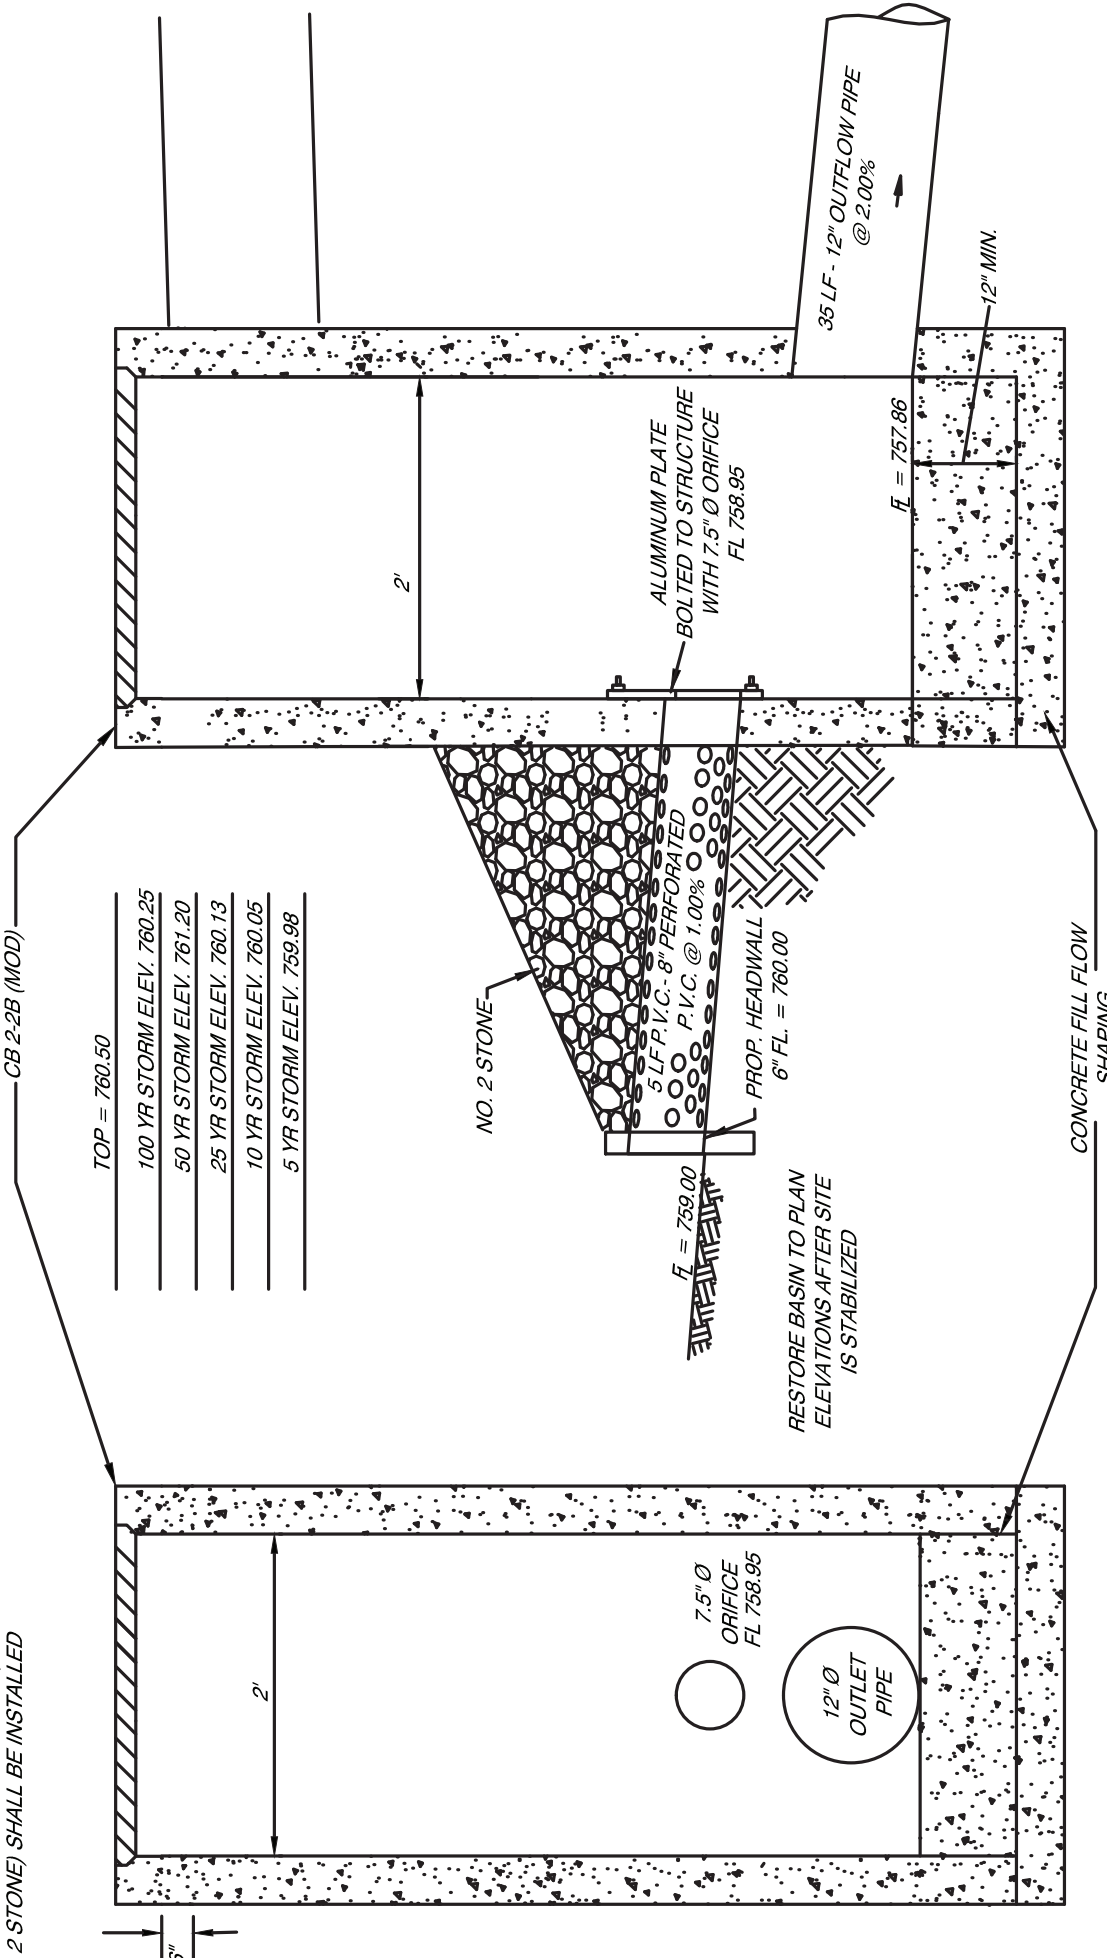 2 STONE) SHALL BE INSTALLED
CB 2-2B (MOD)
TOP = 760.50
100 YR STORM ELEV. 760.25
50 YR STORM ELEV. 761.20
25 YR STORM ELEV. 760.13
10 YR STORM ELEV. 760.05
5 YR STORM ELEV. 759.98
2'
7.5" Ø
ORIFICE
FL 758.95
12" Ø
OUTLET
PIPE
NO. 2 STONE
5 LF P.V.C.- 8" PERFORATED
P.V.C. @ 1.00%
PROP. HEADWALL
6" FL. = 760.00
FL = 759.00
RESTORE BASIN TO PLAN
ELEVATIONS AFTER SITE
IS STABILIZED
CONCRETE FILL FLOW
SHAPING
2'
ALUMINUM PLATE
BOLTED TO STRUCTURE
WITH 7.5" Ø ORIFICE
FL 758.95
FL = 757.86
12" MIN.
35 LF - 12" OUTFLOW PIPE
@ 2.00%